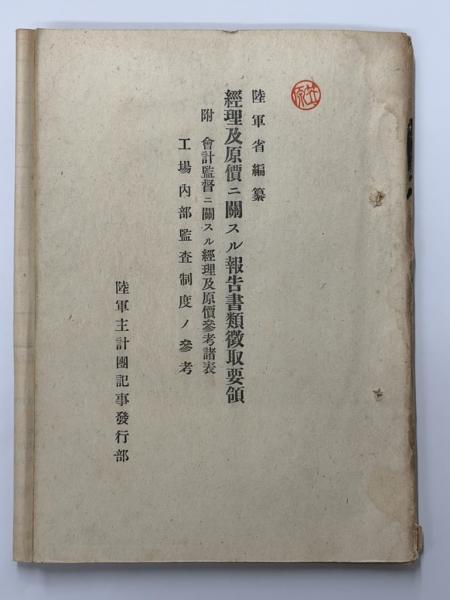 陸軍省編纂
經理及原價ニ關スル報告書類徵取要領
附 會計監督ニ關スル經理及原價參考諸表
工場內部監査制度ノ參考
陸軍主計團記事發行部